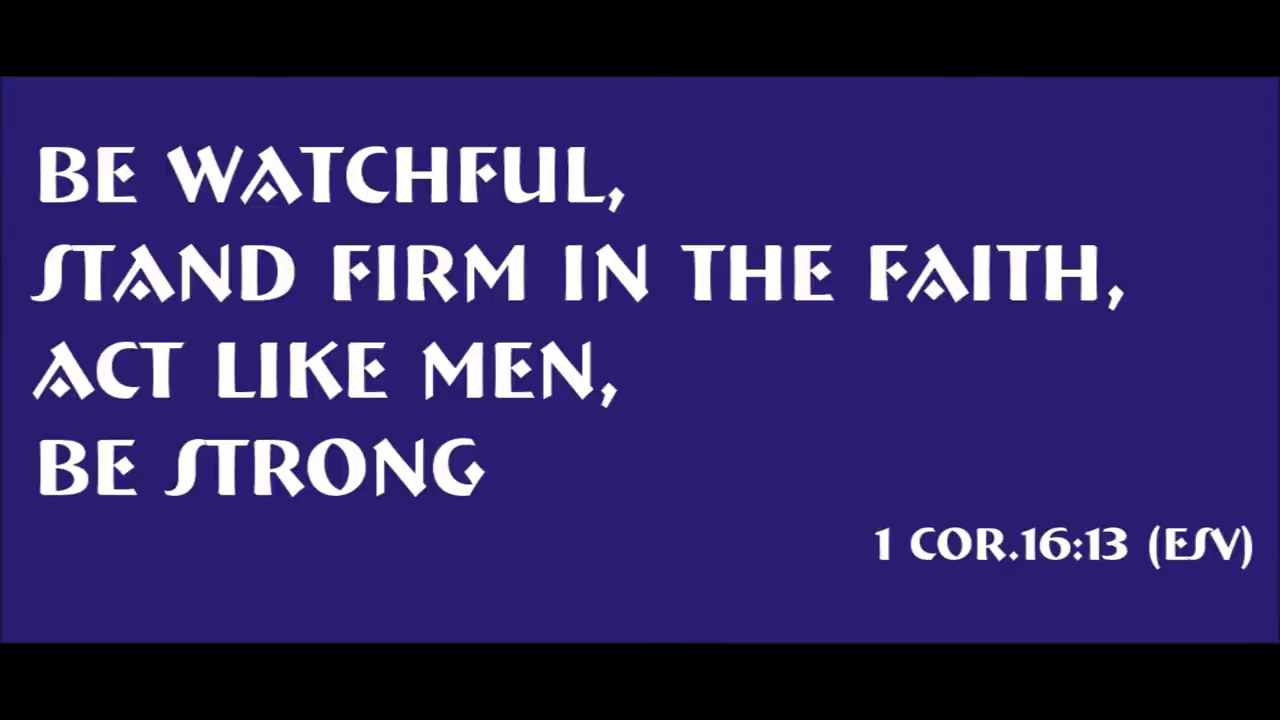 BE WATCHFUL,
STAND FIRM IN THE FAITH,
ACT LIKE MEN,
BE STRONG
1 COR.16:13 (ESV)